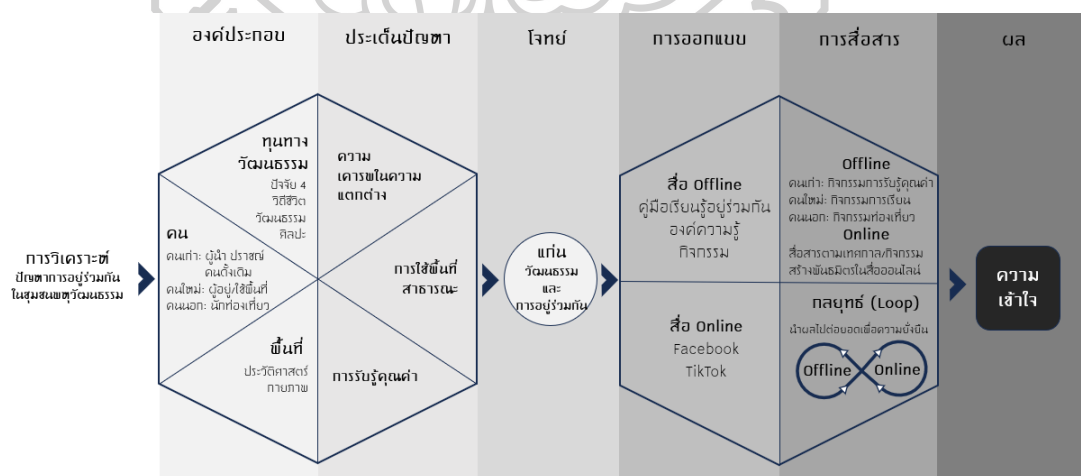 องค์ประกอบ
ประเด็นปัญหา
โจทย์
การออกแบบ
การสื่อสาร
ผล
การวิเคราะห์
ปัญหาการอยู่ร่วมกัน
ในชุมชนพหุวัฒนธรรม
ทุนทาง
วัฒนธรรม
ปัจจัย 4
วิถีชีวิต
วัฒนธรรม
ศิลปะ
คน
คนเก่า: ผู้นำ ปราชญ์
คนดั้งเดิม
คนใหม่: ผู้อยู่/ใช้พื้นที่
คนนอก: นักท่องเที่ยว
พื้นที่
ประวัติศาสตร์
กายภาพ
ความ
เคารพในความ
แตกต่าง
การใช้พื้นที่
สาธารณะ
การรับรู้คุณค่า
แก่น
วัฒนธรรม
และ
การอยู่ร่วมกัน
สื่อ Offline
คู่มือเรียนรู้อยู่ร่วมกัน
องค์ความรู้
กิจกรรม
สื่อ Online
Facebook
TikTok
Offline
คนเก่า: กิจกรรมการรับรู้คุณค่า
คนใหม่: กิจกรรมการเรียน
คนนอก: กิจกรรมท่องเที่ยว
Online
สื่อสารตามเทศกาล/กิจกรรม
สร้างพันธมิตรในสื่อออนไลน์
กลยุทธ์ (Loop)
นำผลไปต่อยอดเพื่อความยั่งยืน
Offline
Online
ความ
เข้าใจ